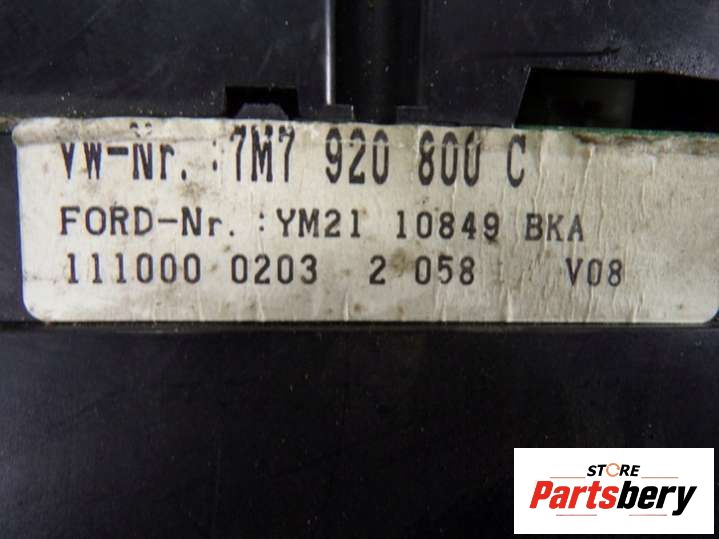 VW-Nr. : 7M7 920 800 C
FORD-Nr. : YM21 10849 BKA
111000 0203 2 058 V08
STORE
Partsbery